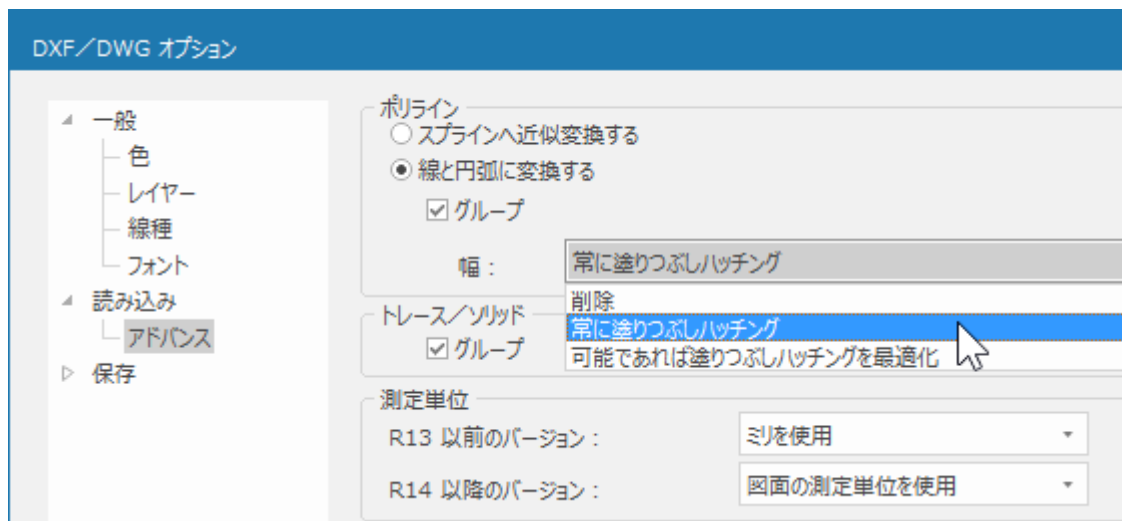 DXF／DWG オプション
一般
色
レイヤー
線種
フォント
読み込み
アドバンス
保存
ポリライン
スプラインへ近似変換する
線と円弧に変換する
グループ
幅：
常に塗りつぶしハッチング
削除
常に塗りつぶしハッチング
可能であれば塗りつぶしハッチングを最適化
トレース／ソリッド
グループ
測定単位
R13 以前のバージョン：
ミリを使用
R14 以降のバージョン：
図面の測定単位を使用